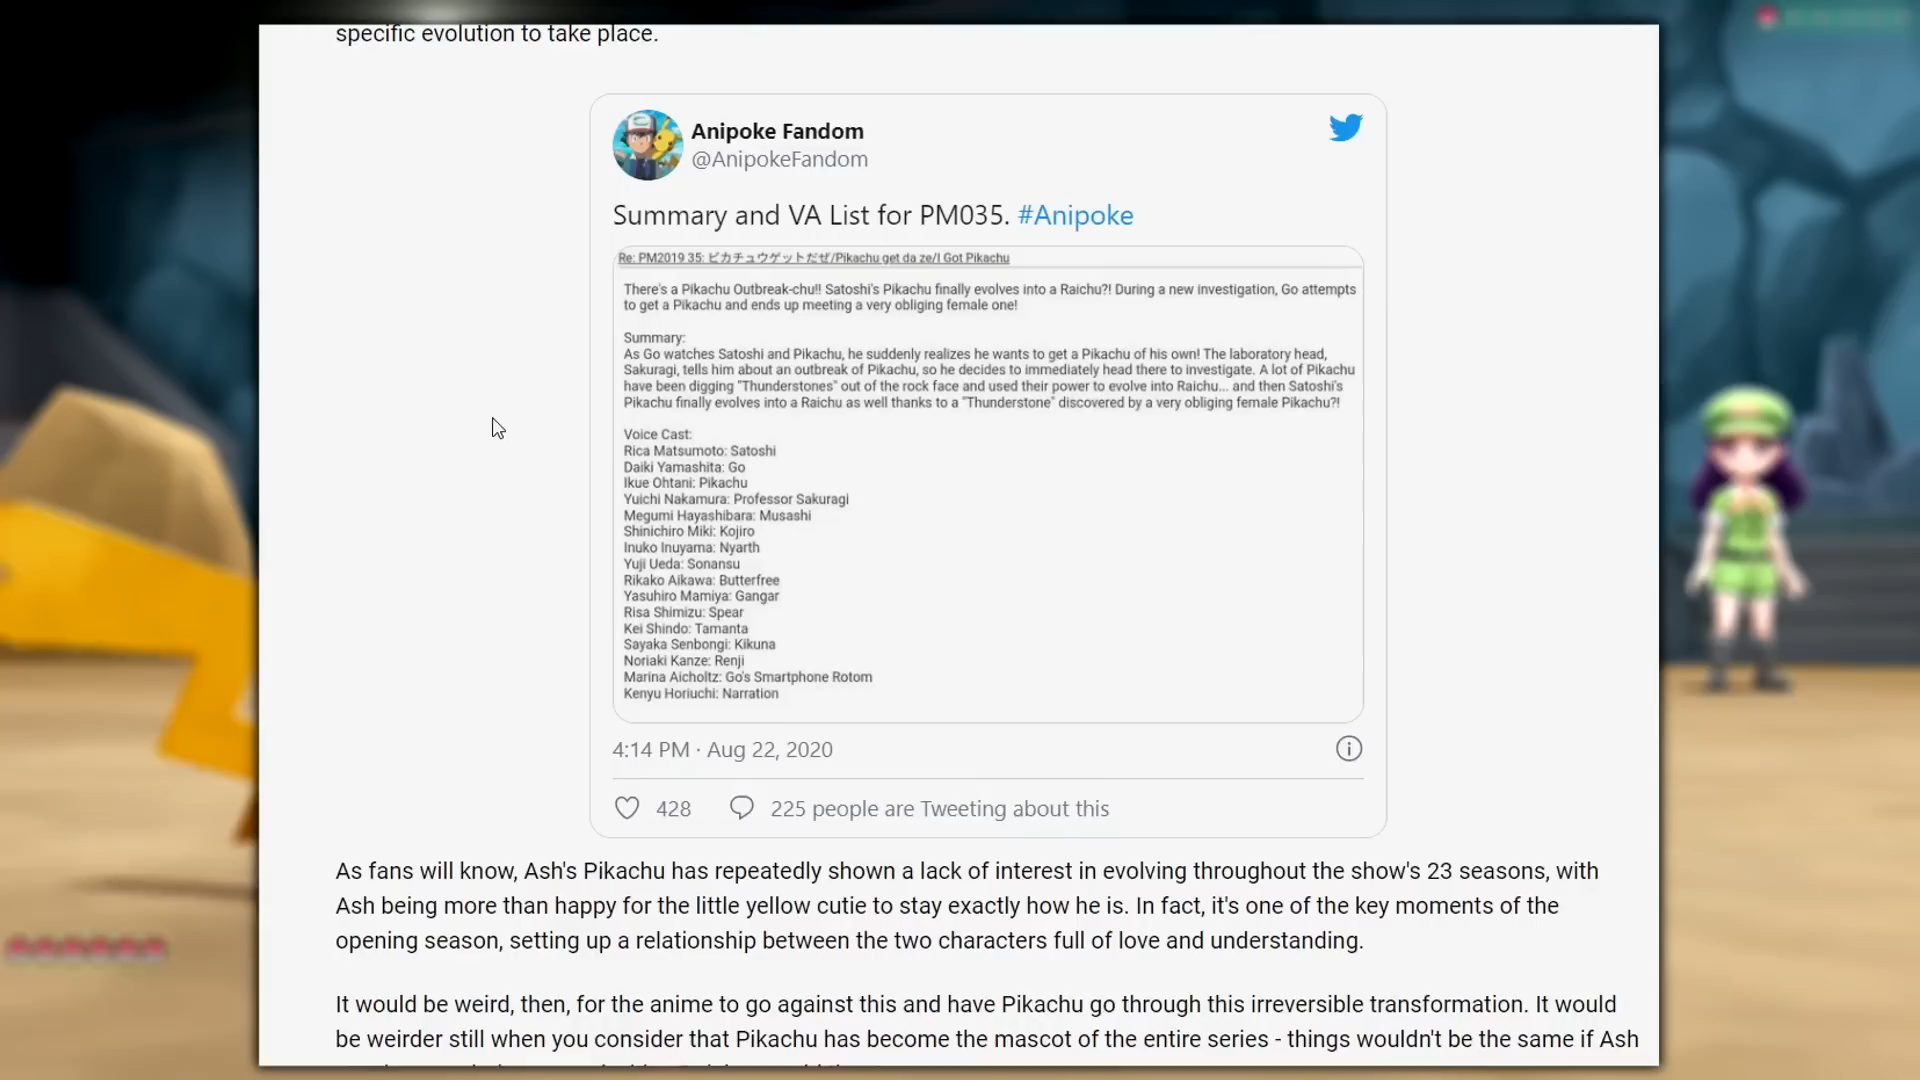 specific evolution to take place.
Anipoke Fandom
@AnipokeFandom
Summary and VA List for PM035. #Anipoke
Re: PM2019 35: ピカチュウゲットだぜ/Pikachu get da ze/I Got Pikachu
There's a Pikachu Outbreak-chu!! Satoshi's Pikachu finally evolves into a Raichu?! During a new investigation, Go attempts
to get a Pikachu and ends up meeting a very obliging female one!
Summary:
As Go watches Satoshi and Pikachu, he suddenly realizes he wants to get a Pikachu of his own! The laboratory head,
Sakuragi, tells him about an outbreak of Pikachu, so he decides to immediately head there to investigate. A lot of Pikachu
have been digging "Thunderstones" out of the rock face and used their power to evolve into Raichu... and then Satoshi's
Pikachu finally evolves into a Raichu as well thanks to a "Thunderstone" discovered by a very obliging female Pikachu?!
Voice Cast:
Rica Matsumoto: Satoshi
Daiki Yamashita: Go
Ikue Ohtani: Pikachu
Yuichi Nakamura: Professor Sakuragi
Megumi Hayashibara: Musashi
Shinichiro Miki: Kojiro
Inuko Inuyama: Nyarth
Yuji Ueda: Sonansu
Rikako Aikawa: Butterfree
Yasuhiro Mamiya: Gangar
Risa Shimizu: Spear
Kei Shindo: Tamanta
Sayaka Senbongi: Kikuna
Noriaki Kanze: Renji
Marina Aicholtz: Go's Smartphone Rotom
Kenyu Horiuchi: Narration
4:14 PM · Aug 22, 2020
428
225 people are Tweeting about this
As fans will know, Ash's Pikachu has repeatedly shown a lack of interest in evolving throughout the show's 23 seasons, with
Ash being more than happy for the little yellow cutie to stay exactly how he is. In fact, it's one of the key moments of the
opening season, setting up a relationship between the two characters full of love and understanding.
It would be weird, then, for the anime to go against this and have Pikachu go through this irreversible transformation. It would
be weirder still when you consider that Pikachu has become the mascot of the entire series - things wouldn't be the same if Ash